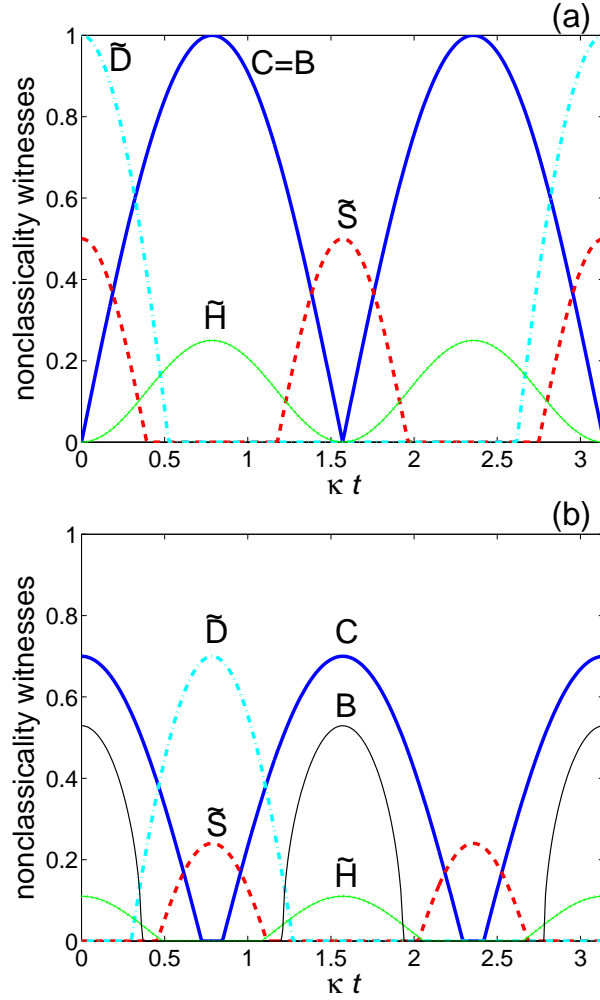 (a)
1
D̃
C=B
0.8
nonclassicality witnesses
0.6
S̃
0.4
H̃
0.2
0
0 0.5 1 1.5 2 2.5 3
κ t
(b)
1
0.8
D̃ C
nonclassicality witnesses
B
0.6
0.4
S̃
0.2
H̃
0
0 0.5 1 1.5 2 2.5 3
κ t